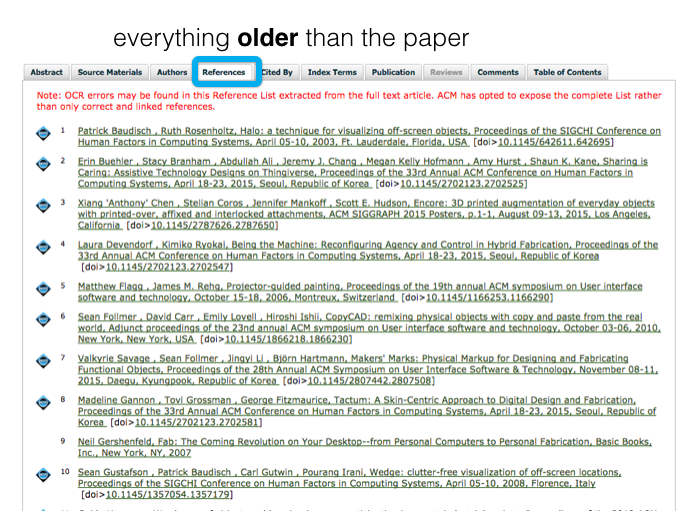 everything older than the paper
Abstract Source Materials Authors References Cited By Index Terms Publication Reviews Comments Table of Contents
Note: OCR errors may be found in this Reference List extracted from the full text article. ACM has opted to expose the complete List rather
than only correct and linked references.
1 Patrick Baudisch , Ruth Rosenholtz, Halo: a technique for visualizing off-screen objects, Proceedings of the SIGCHI Conference on
Human Factors in Computing Systems, April 05-10, 2003, Ft. Lauderdale, Florida, USA [doi>10.1145/642611.642695]
2 Erin Buehler , Stacy Branham , Abdullah Ali , Jeremy J. Chang , Megan Kelly Hofmann , Amy Hurst , Shaun K. Kane, Sharing is
Caring: Assistive Technology Designs on Thingiverse, Proceedings of the 33rd Annual ACM Conference on Human Factors in
Computing Systems, April 18-23, 2015, Seoul, Republic of Korea [doi>10.1145/2702123.2702525]
3 Xiang 'Anthony' Chen , Stelian Coros , Jennifer Mankoff , Scott E. Hudson, Encore: 3D printed augmentation of everyday objects
with printed-over, affixed and interlocked attachments, ACM SIGGRAPH 2015 Posters, p.1-1, August 09-13, 2015, Los Angeles,
California [doi>10.1145/2787626.2787650]
4 Laura Devendorf , Kimiko Ryokai, Being the Machine: Reconfiguring Agency and Control in Hybrid Fabrication, Proceedings of the
33rd Annual ACM Conference on Human Factors in Computing Systems, April 18-23, 2015, Seoul, Republic of Korea
[doi>10.1145/2702123.2702547]
5 Matthew Flagg , James M. Rehg, Projector-guided painting, Proceedings of the 19th annual ACM symposium on User interface
software and technology, October 15-18, 2006, Montreux, Switzerland [doi>10.1145/1166253.1166290]
6 Sean Follmer , David Carr , Emily Lovell , Hiroshi Ishii, CopyCAD: remixing physical objects with copy and paste from the real
world, Adjunct proceedings of the 23nd annual ACM symposium on User interface software and technology, October 03-06, 2010,
New York, New York, USA [doi>10.1145/1866218.1866230]
7 Valkyrie Savage , Sean Follmer , Jingyi Li , Björn Hartmann, Makers' Marks: Physical Markup for Designing and Fabricating
Functional Objects, Proceedings of the 28th Annual ACM Symposium on User Interface Software & Technology, November 08-11,
2015, Daegu, Kyungpook, Republic of Korea [doi>10.1145/2807442.2807508]
8 Madeline Gannon , Tovi Grossman , George Fitzmaurice, Tactum: A Skin-Centric Approach to Digital Design and Fabrication,
Proceedings of the 33rd Annual ACM Conference on Human Factors in Computing Systems, April 18-23, 2015, Seoul, Republic of
Korea [doi>10.1145/2702123.2702581]
9 Neil Gershenfeld, Fab: The Coming Revolution on Your Desktop--from Personal Computers to Personal Fabrication, Basic Books,
Inc., New York, NY, 2007
10 Sean Gustafson , Patrick Baudisch , Carl Gutwin , Pourang Irani, Wedge: clutter-free visualization of off-screen locations,
Proceedings of the SIGCHI Conference on Human Factors in Computing Systems, April 05-10, 2008, Florence, Italy
[doi>10.1145/1357054.1357179]